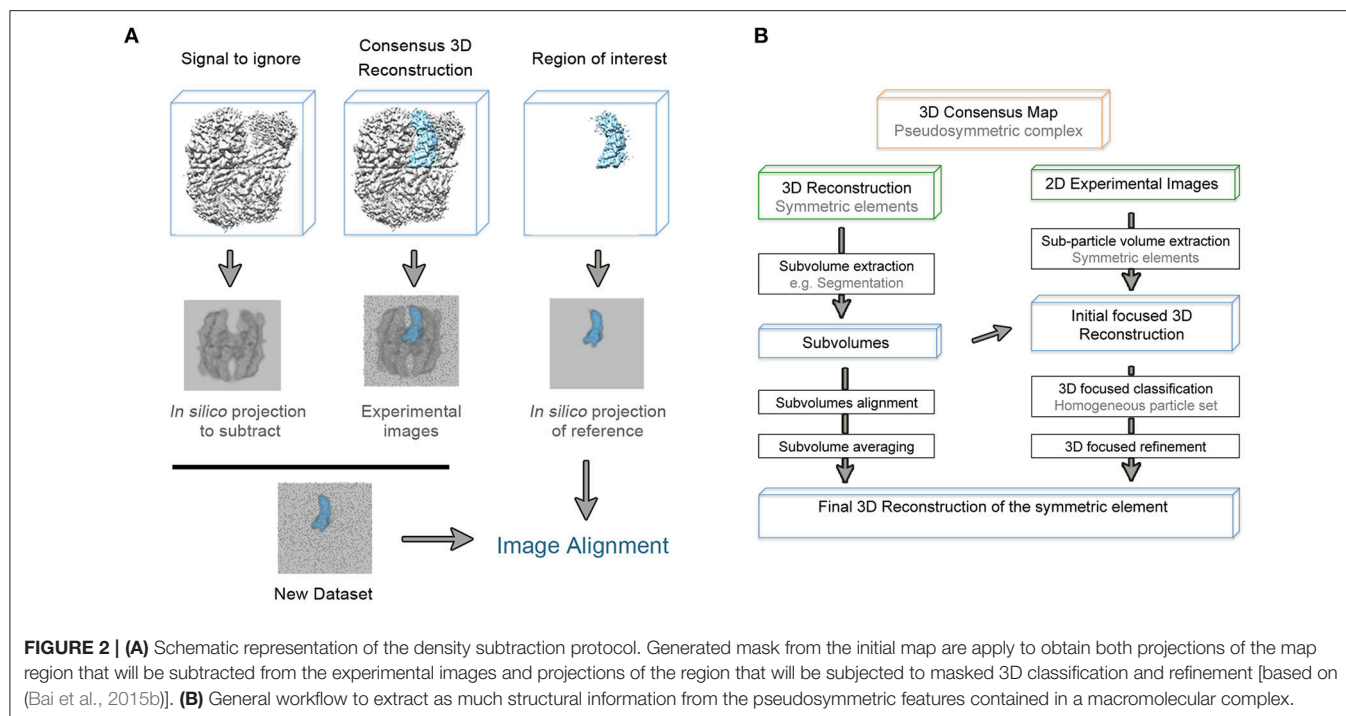 A
Signal to ignore
Consensus 3D
Reconstruction
Region of interest
In silico projection
to subtract
Experimental
images
In silico projection
of reference
New Dataset
Image Alignment
B
3D Consensus Map
Pseudosymmetric complex
3D Reconstruction
Symmetric elements
2D Experimental Images
Subvolume extraction
e.g. Segmentation
Sub-particle volume extraction
Symmetric elements
Subvolumes
Initial focused 3D
Reconstruction
Subvolumes alignment
3D focused classification
Homogeneous particle set
Subvolume averaging
3D focused refinement
Final 3D Reconstruction of the symmetric element
FIGURE 2 | (A) Schematic representation of the density subtraction protocol. Generated mask from the initial map are apply to obtain both projections of the map
region that will be subtracted from the experimental images and projections of the region that will be subjected to masked 3D classification and refinement [based on
(Bai et al., 2015b)]. (B) General workflow to extract as much structural information from the pseudosymmetric features contained in a macromolecular complex.